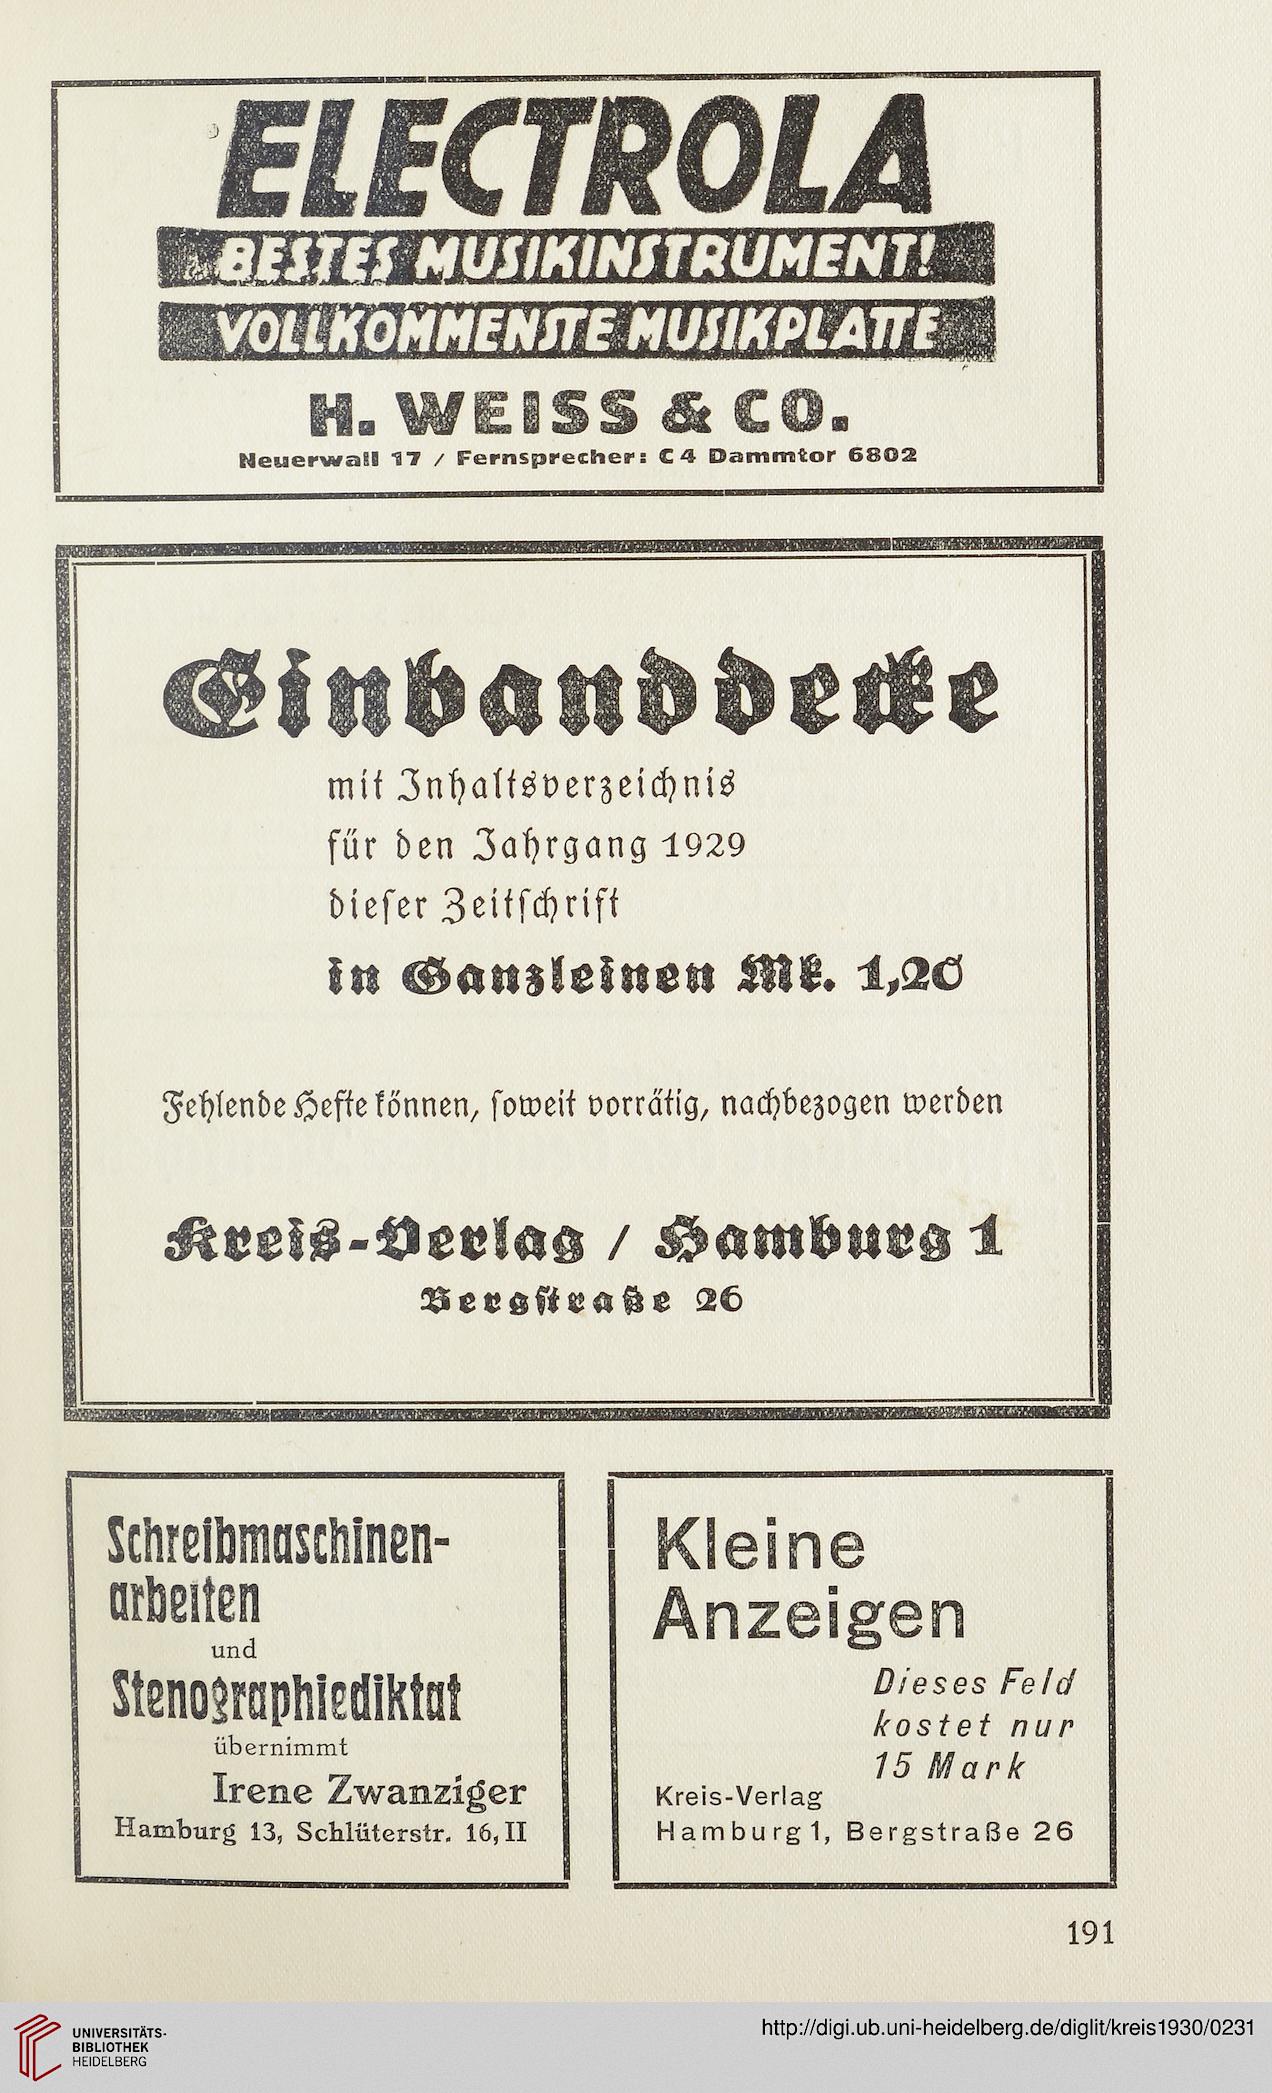 ELECTROLA
BESTES MUSIKINSTRUMENT!
VOLLKOMMENSTE MUSIKPLATTE
H. WEISS & CO.
Neuerwall 17 / Fernsprecher: C 4 Dammtor 6802
Einbanddecke
mit Inhaltsverzeichnis
für den Jahrgang 1929
dieser Zeitschrift
in Ganzleinen Mk. 1,20
Fehlende Hefte können, soweit vorrätig, nachbezogen werden
Kreis-Verlag / Hamburg 1
Bergstraße 26
Schreibmaschinen-
arbeiten
und
Stenographiediktat
übernimmt
Irene Zwanziger
Hamburg 13, Schlüterstr. 16, II
Kleine
Anzeigen
Dieses Feld
kostet nur
15 Mark
Kreis-Verlag
Hamburg 1, Bergstraße 26
191
UNIVERSITÄTS-
BIBLIOTHEK
HEIDELBERG
http://digi.ub.uni-heidelberg.de/diglit/kreis1930/0231